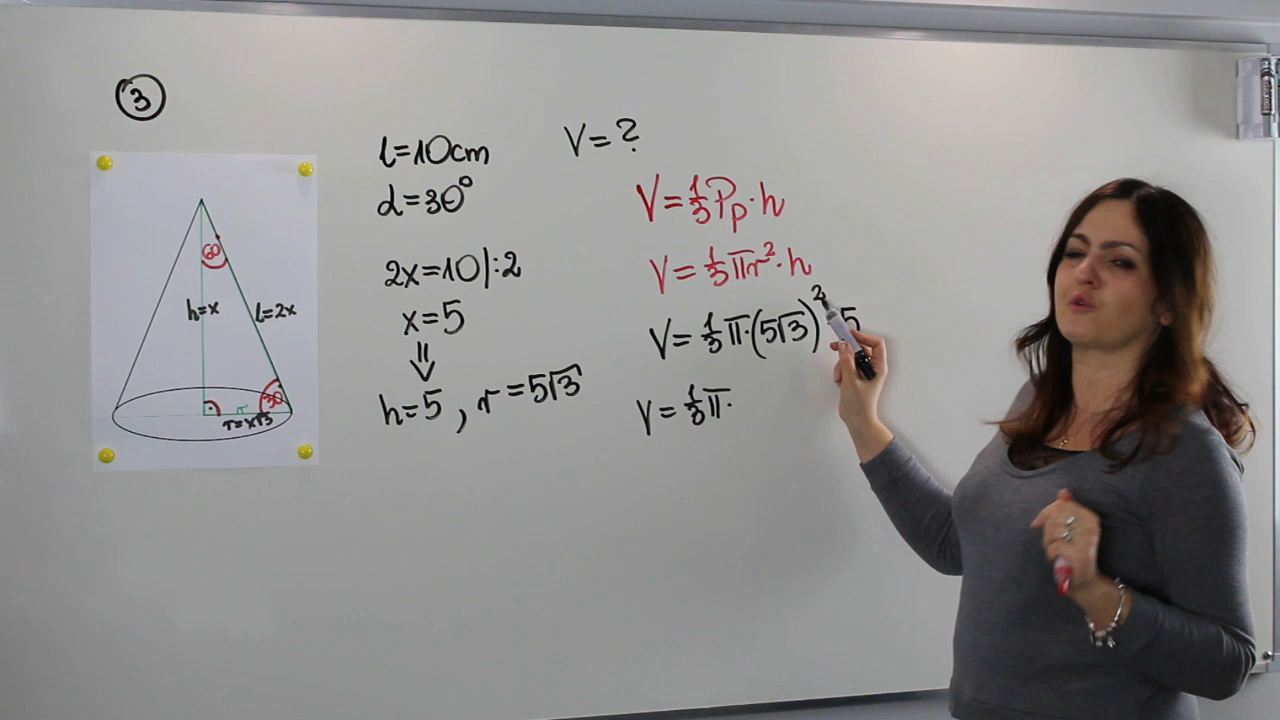 3
l=10cm
V=?
α=30°
V=⅓Pp·h
2x=10|:2
V=⅓πr²·h
x=5
V=⅓π·(5√3)²·5
⇓
h=5, r=5√3
V=⅓π·
60
h=x
l=2x
30
r
r=x√3